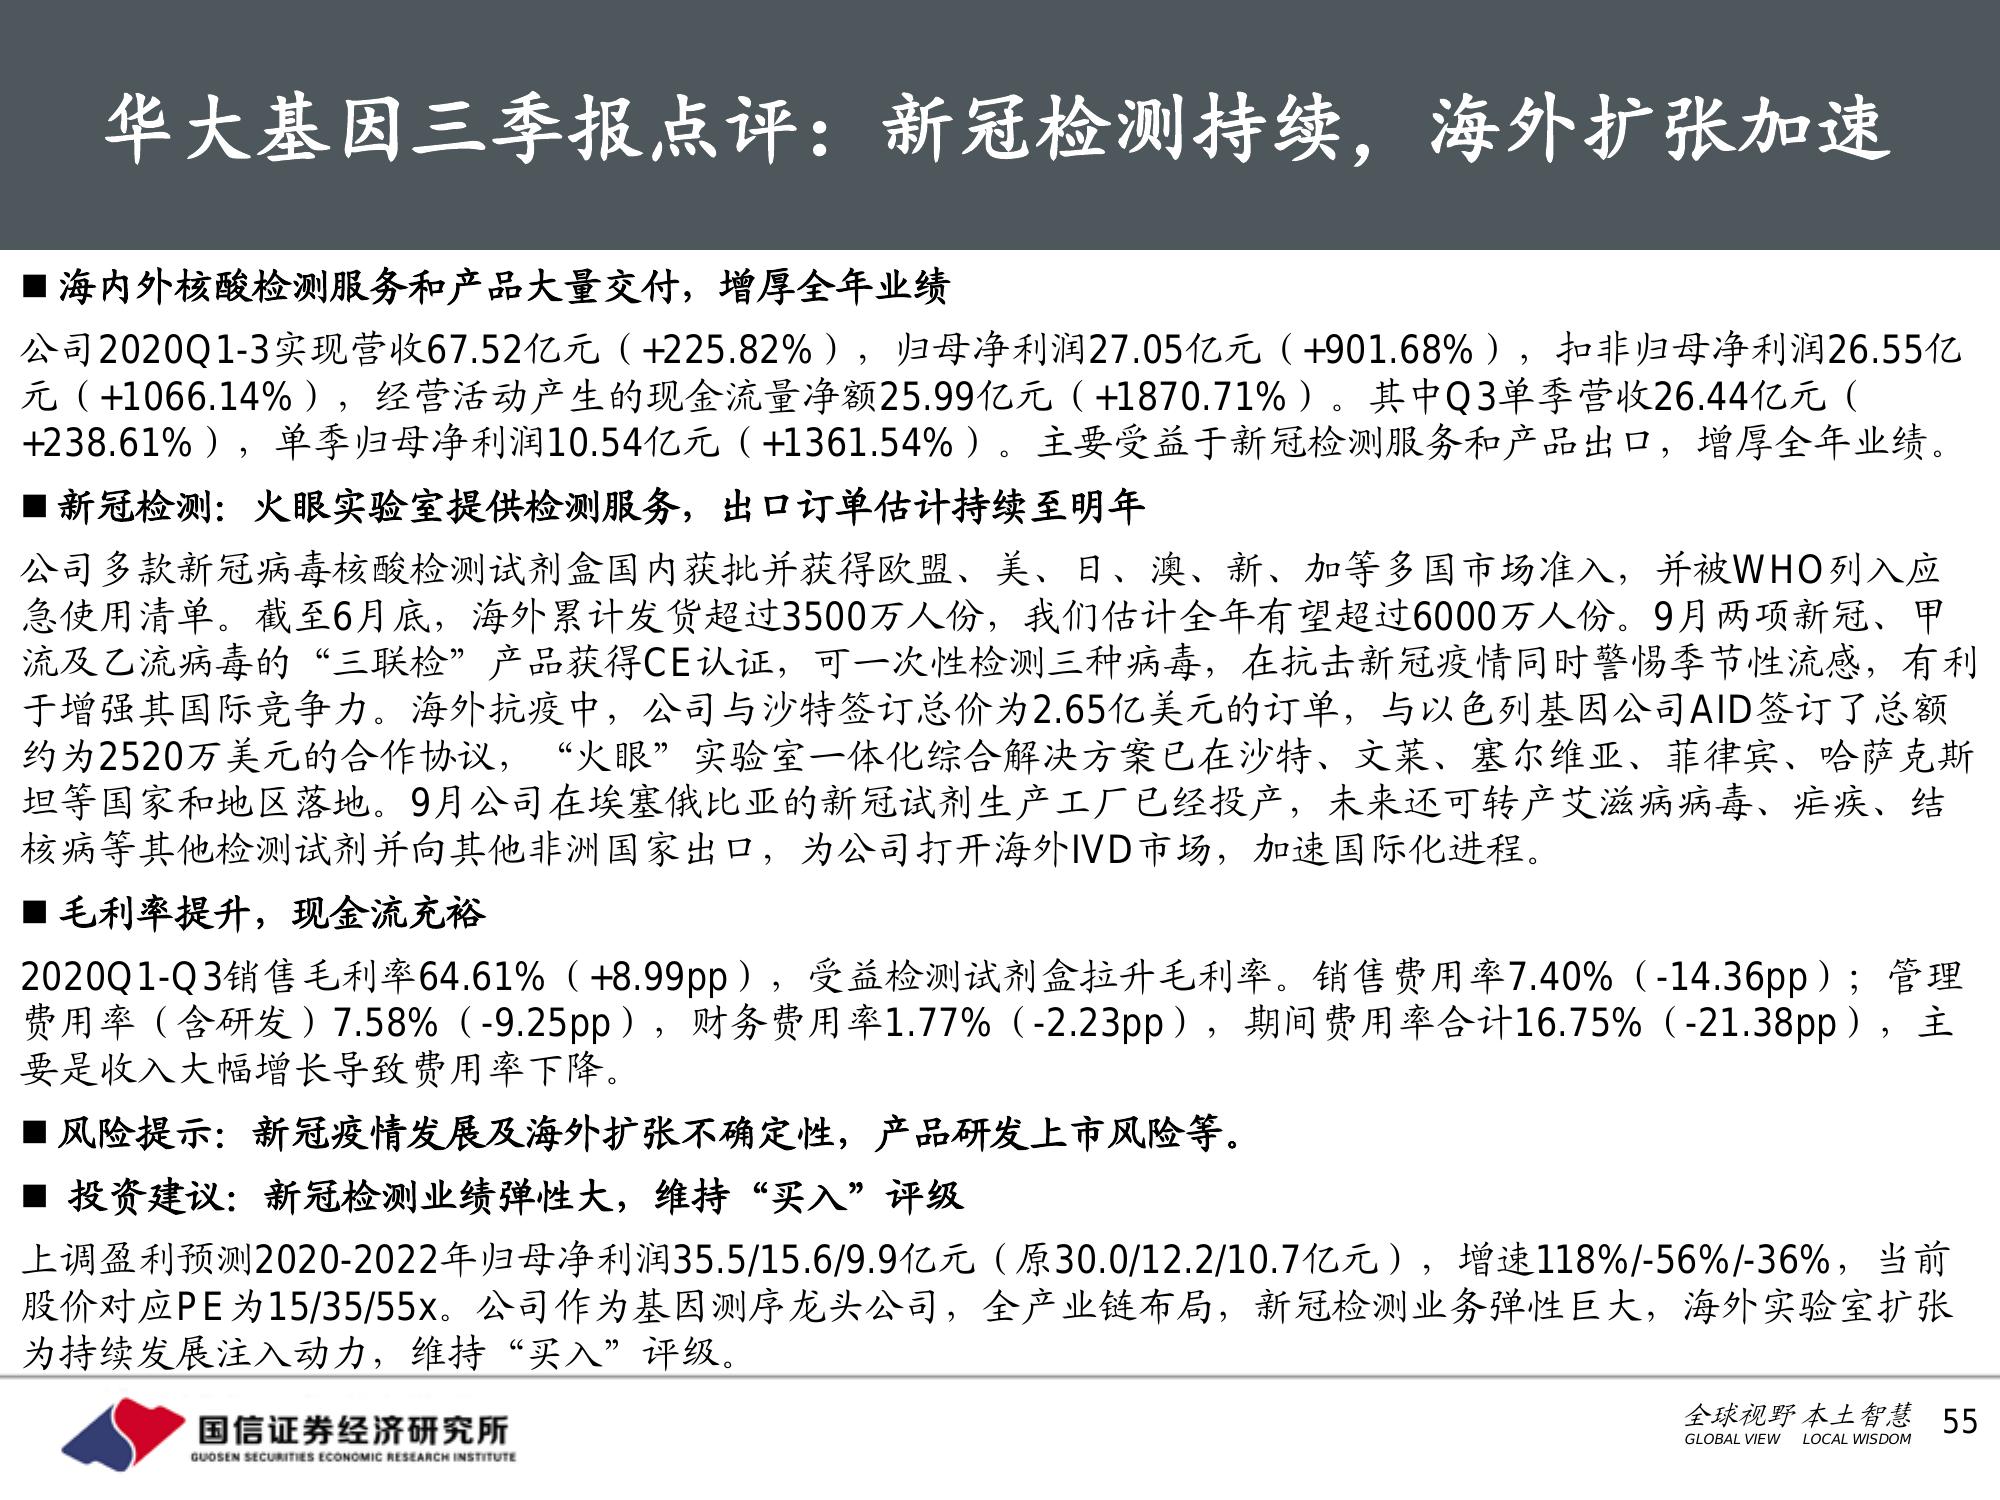 华大基因三季报点评：新冠检测持续，海外扩张加速
■ 海内外核酸检测服务和产品大量交付，增厚全年业绩
公司2020Q1-3实现营收67.52亿元（+225.82%），归母净利润27.05亿元（+901.68%），扣非归母净利润26.55亿
元（+1066.14%），经营活动产生的现金流量净额25.99亿元（+1870.71%）。其中Q3单季营收26.44亿元（
+238.61%），单季归母净利润10.54亿元（+1361.54%）。主要受益于新冠检测服务和产品出口，增厚全年业绩。
■ 新冠检测：火眼实验室提供检测服务，出口订单估计持续至明年
公司多款新冠病毒核酸检测试剂盒国内获批并获得欧盟、美、日、澳、新、加等多国市场准入，并被WHO列入应
急使用清单。截至6月底，海外累计发货超过3500万人份，我们估计全年有望超过6000万人份。9月两项新冠、甲
流及乙流病毒的“三联检”产品获得CE认证，可一次性检测三种病毒，在抗击新冠疫情同时警惕季节性流感，有利
于增强其国际竞争力。海外抗疫中，公司与沙特签订总价为2.65亿美元的订单，与以色列基因公司AID签订了总额
约为2520万美元的合作协议，“火眼”实验室一体化综合解决方案已在沙特、文莱、塞尔维亚、菲律宾、哈萨克斯
坦等国家和地区落地。9月公司在埃塞俄比亚的新冠试剂生产工厂已经投产，未来还可转产艾滋病病毒、疟疾、结
核病等其他检测试剂并向其他非洲国家出口，为公司打开海外IVD市场，加速国际化进程。
■ 毛利率提升，现金流充裕
2020Q1-Q3销售毛利率64.61%（+8.99pp），受益检测试剂盒拉升毛利率。销售费用率7.40%（-14.36pp）；管理
费用率（含研发）7.58%（-9.25pp），财务费用率1.77%（-2.23pp），期间费用率合计16.75%（-21.38pp），主
要是收入大幅增长导致费用率下降。
■ 风险提示：新冠疫情发展及海外扩张不确定性，产品研发上市风险等。
■ 投资建议：新冠检测业绩弹性大，维持“买入”评级
上调盈利预测2020-2022年归母净利润35.5/15.6/9.9亿元（原30.0/12.2/10.7亿元），增速118%/-56%/-36%，当前
股价对应PE为15/35/55x。公司作为基因测序龙头公司，全产业链布局，新冠检测业务弹性巨大，海外实验室扩张
为持续发展注入动力，维持“买入”评级。
国信证券经济研究所
GUOSEN SECURITIES ECONOMIC RESEARCH INSTITUTE
全球视野 本土智慧
GLOBAL VIEW LOCAL WISDOM
55